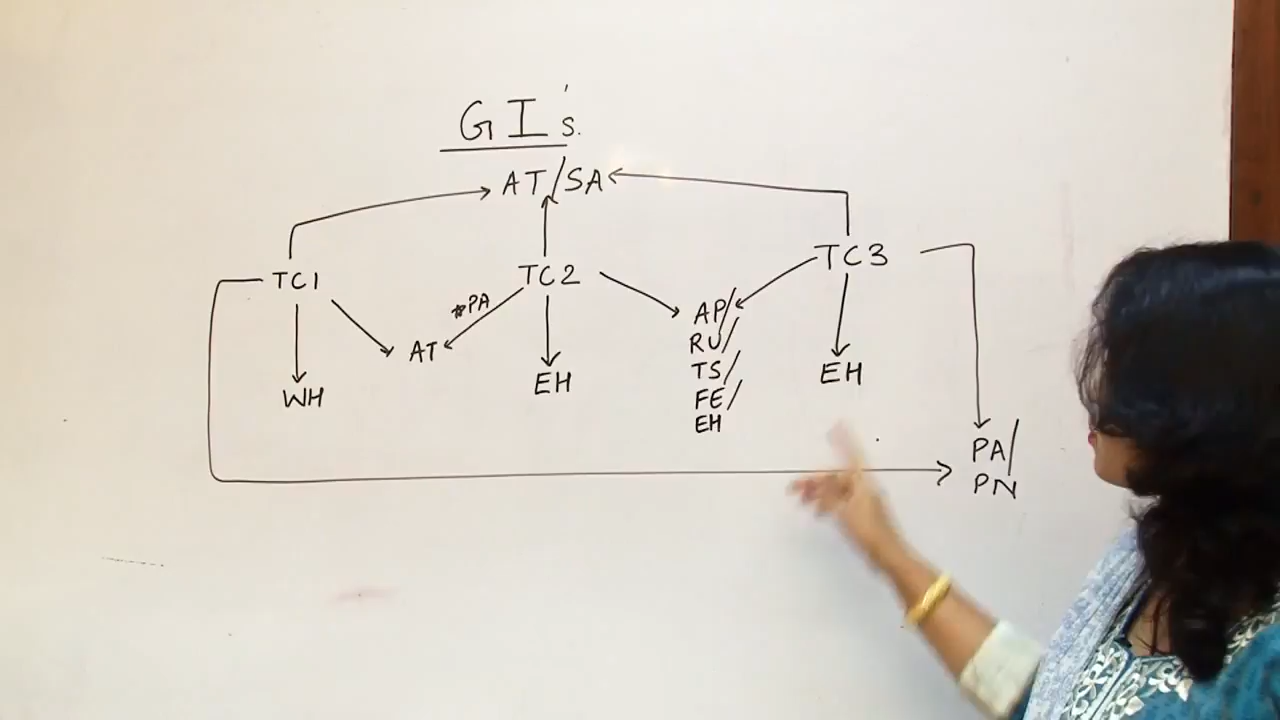 GI's.
AT/SA
TC1
TC2
TC3
*PA
AT
WH
EH
AP/
RU/
TS/
FE/
EH
EH
PA/
PN